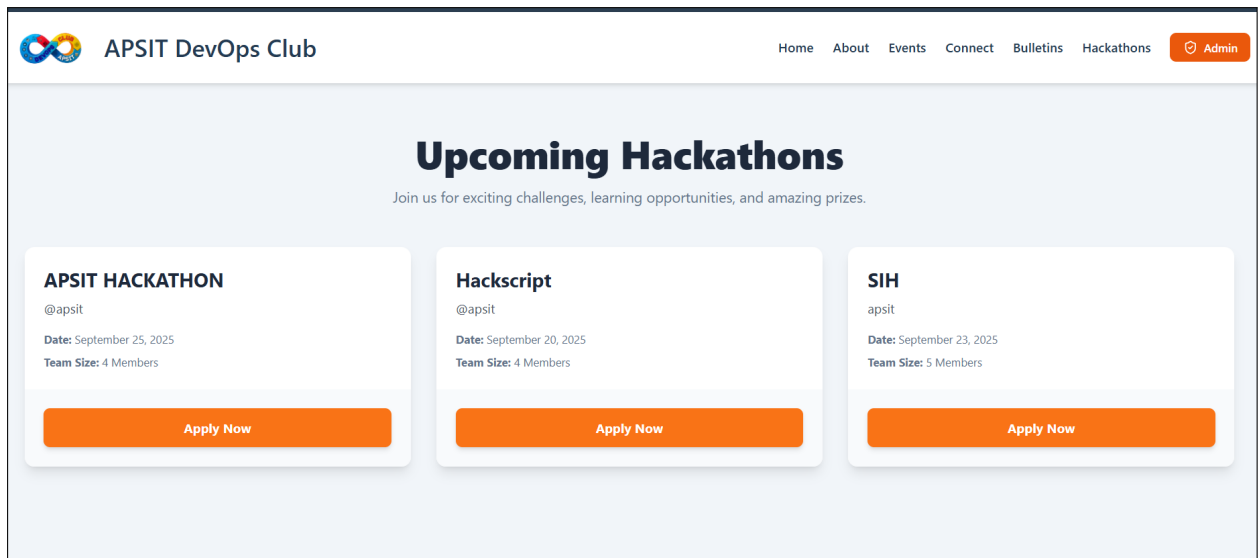 APSIT DevOps Club
Home About Events Connect Bulletins Hackathons Admin
Upcoming Hackathons
Join us for exciting challenges, learning opportunities, and amazing prizes.
APSIT HACKATHON
@apsit
Date: September 25, 2025
Team Size: 4 Members
Apply Now
Hackscript
@apsit
Date: September 20, 2025
Team Size: 4 Members
Apply Now
SIH
apsit
Date: September 23, 2025
Team Size: 5 Members
Apply Now